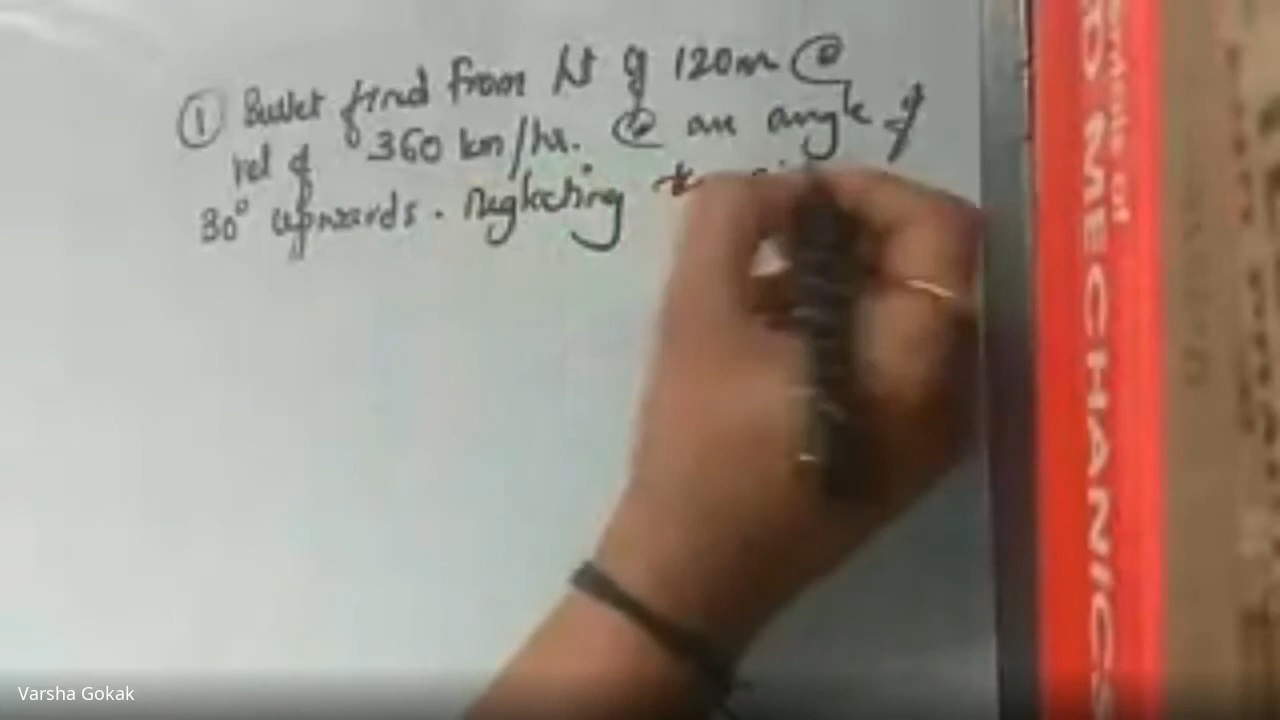 ① Bullet fired from ht of 120m @
vel of 360 km/hr. @ an angle of
30° upwards. Neglecting
MECHANICS
Varsha Gokak